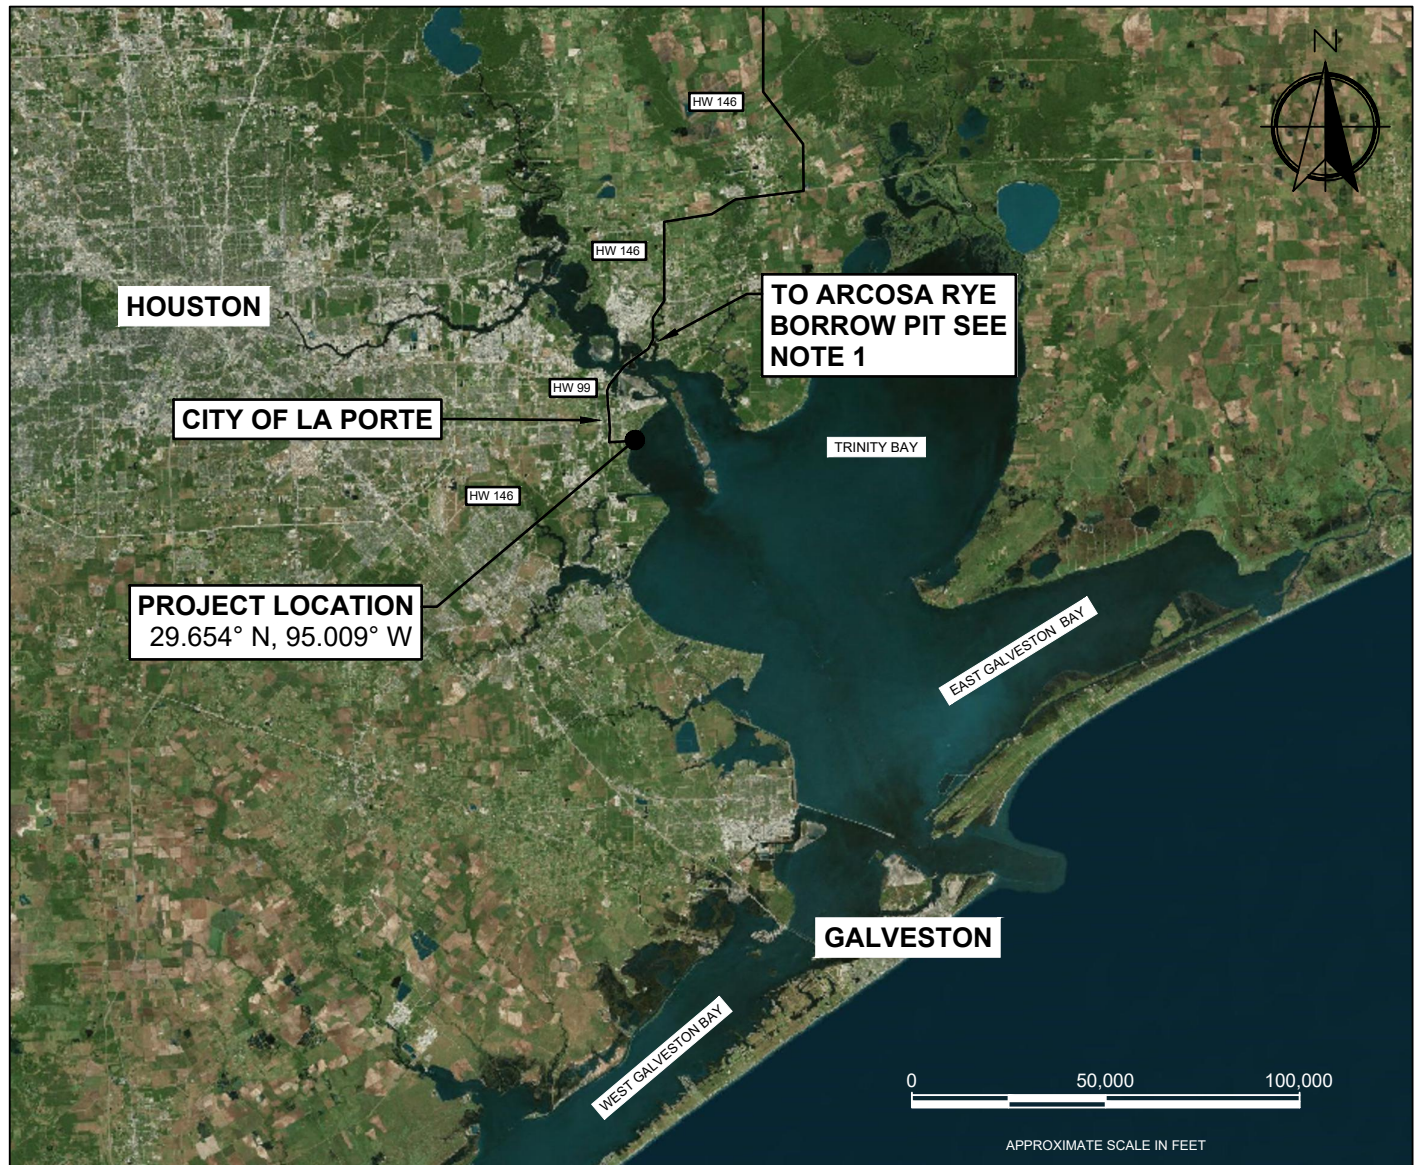 N
HW 146
HW 146
TO ARCOSA RYE
BORROW PIT SEE
NOTE 1
HOUSTON
HW 99
CITY OF LA PORTE
TRINITY BAY
HW 146
PROJECT LOCATION
29.654° N, 95.009° W
EAST GALVESTON BAY
GALVESTON
WEST GALVESTON BAY
0 50,000 100,000
APPROXIMATE SCALE IN FEET